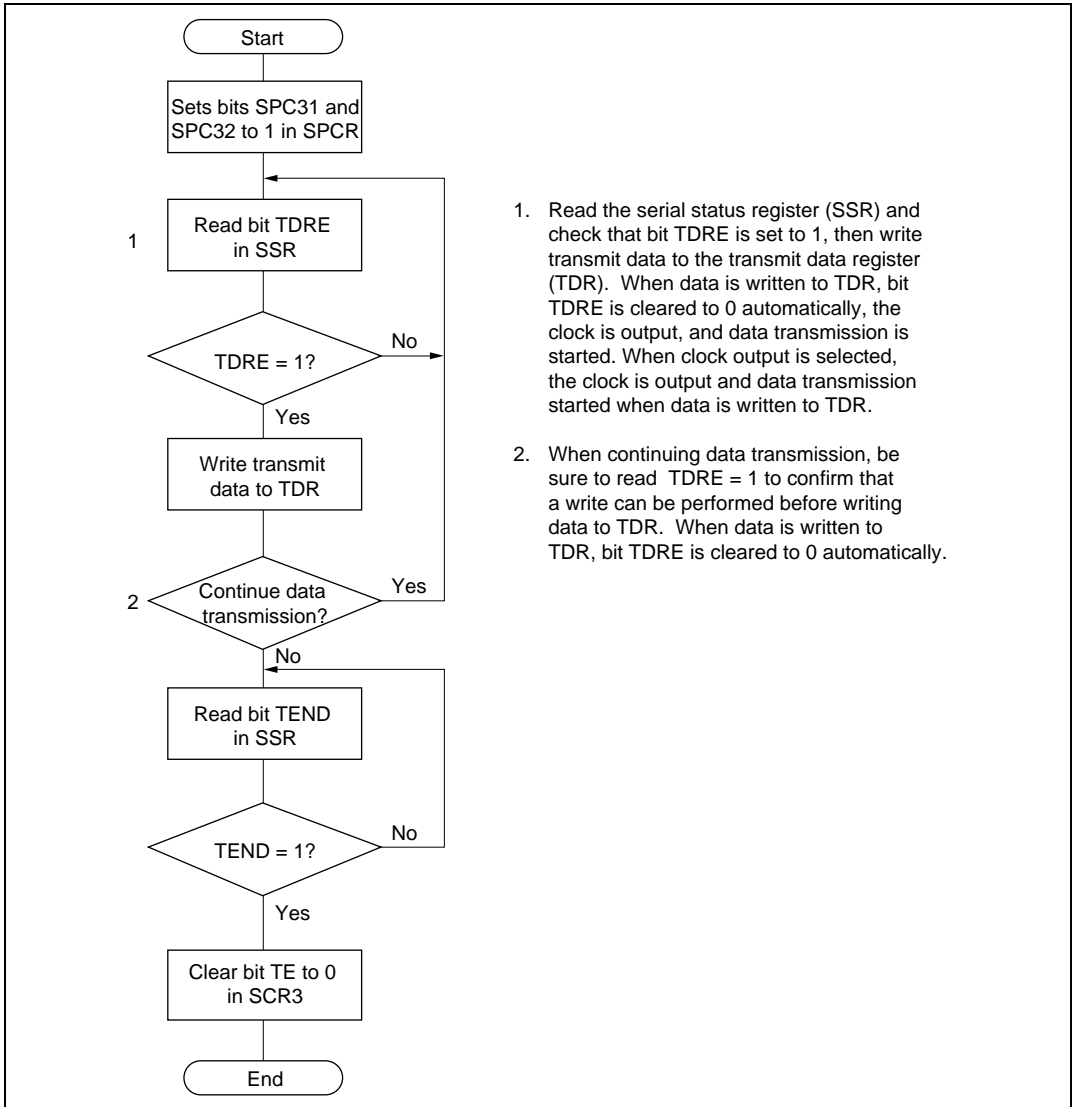 Start
Sets bits SPC31 and
SPC32 to 1 in SPCR
1
Read bit TDRE
in SSR
TDRE = 1?
No
Yes
Write transmit
data to TDR
2
Continue data
transmission?
Yes
No
Read bit TEND
in SSR
TEND = 1?
No
Yes
Clear bit TE to 0
in SCR3
End
1. Read the serial status register (SSR) and
check that bit TDRE is set to 1, then write
transmit data to the transmit data register
(TDR). When data is written to TDR, bit
TDRE is cleared to 0 automatically, the
clock is output, and data transmission is
started. When clock output is selected,
the clock is output and data transmission
started when data is written to TDR.
2. When continuing data transmission, be
sure to read TDRE = 1 to confirm that
a write can be performed before writing
data to TDR. When data is written to
TDR, bit TDRE is cleared to 0 automatically.